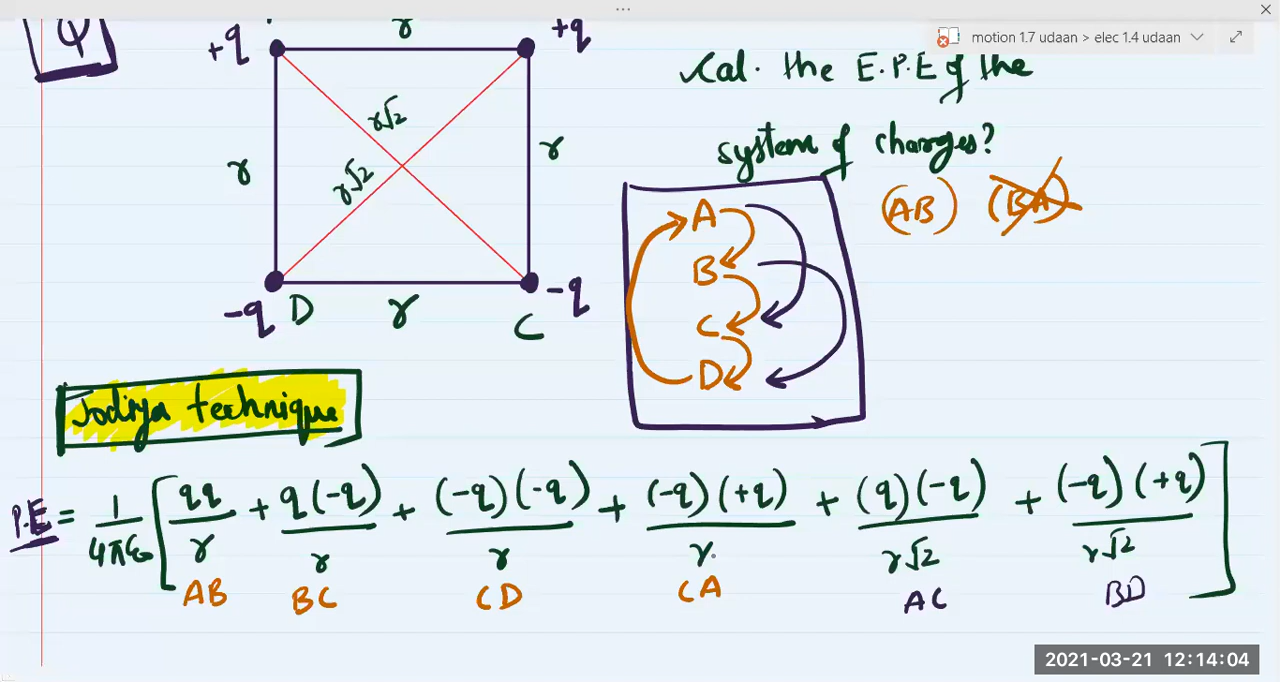 ...
motion 1.7 udaan > elec 1.4 udaan
Q
+q
r
+q
Cal. the E.P.E of the
system of charges?
r√2
r√2
r
r
(AB) (BA)
A
B
C
D
-q D r C -q
Jodiya technique
P.E = 1/4πε₀ [ qq/r + q(-q)/r + (-q)(-q)/r + (-q)(+q)/r + (q)(-q)/r√2 + (-q)(+q)/r√2 ]
AB BC CD CA AC BD
2021-03-21 12:14:04